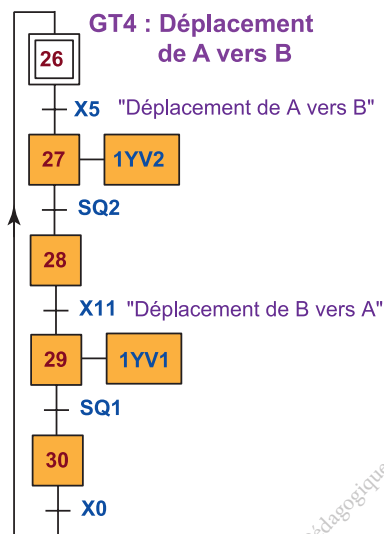 GT4 : Déplacement
de A vers B
26
X5 "Déplacement de A vers B"
27 1YV2
SQ2
28
X11 "Déplacement de B vers A"
29 1YV1
SQ1
30
X0
édagogique